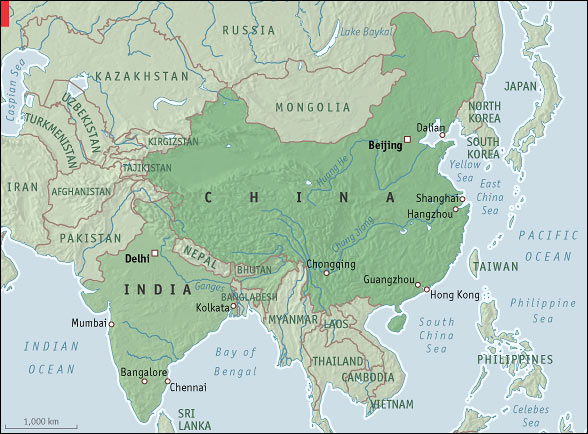 RUSSIA
Lake Baykal
KAZAKHSTAN
Caspian Sea
MONGOLIA
JAPAN
UZBEKISTAN
TURKMENISTAN
NORTH
KOREA
Dalian
KIRGIZSTAN
Beijing
SOUTH
KOREA
TAJIKISTAN
Huang He
Yellow
Sea
IRAN
AFGHANISTAN
CHINA
Shanghai
East
China
Sea
Hangzhou
PAKISTAN
Chang Jiang
PACIFIC
OCEAN
NEPAL
Delhi
Chongqing
TAIWAN
BHUTAN
Guangzhou
INDIA
Ganges
BANGLADESH
Hong Kong
Kolkata
Philippine
Sea
MYANMAR
LAOS
Mumbai
South
China
Sea
INDIAN
OCEAN
Bay of
Bengal
THAILAND
PHILIPPINES
Bangalore
CAMBODIA
Chennai
VIETNAM
SRI
LANKA
Celebes
Sea
1,000 km